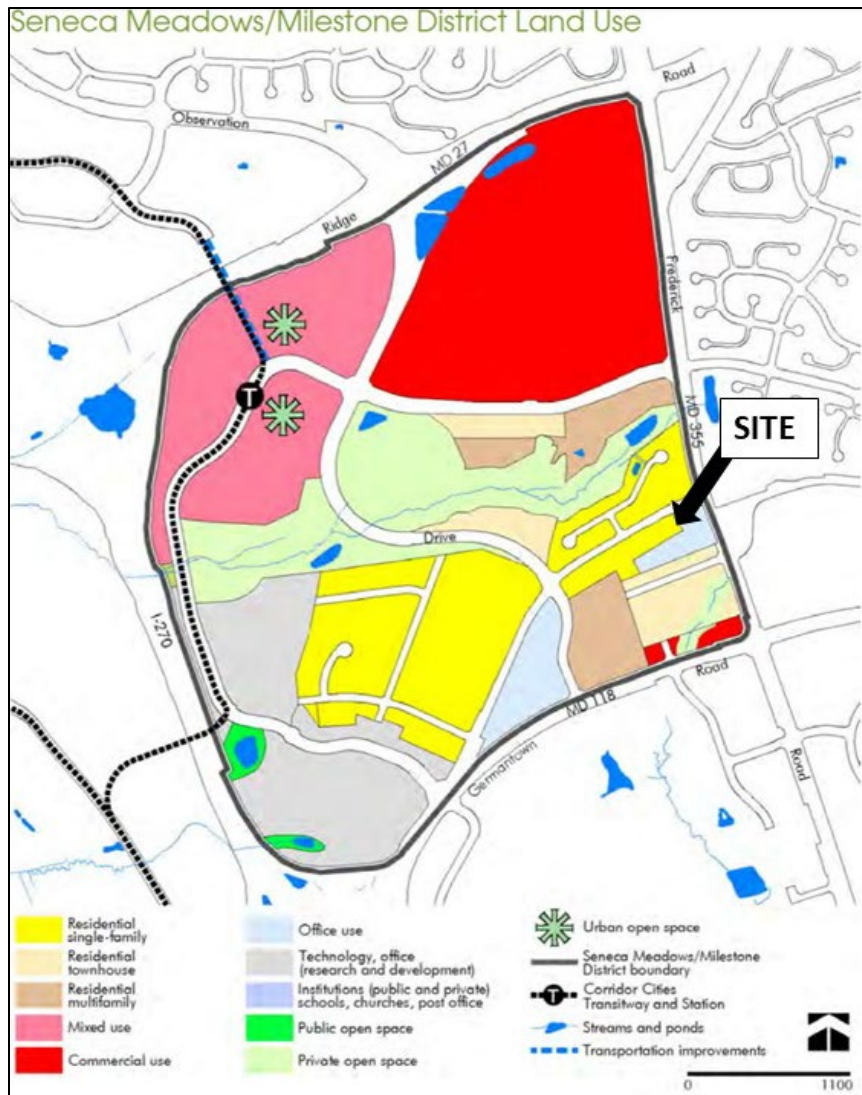 Seneca Meadows/Milestone District Land Use
Road
Observation
MD 27
Ridge
Frederick
T
MD 355
SITE
Drive
I-270
MD 118
Road
Germantown
Road
Residential
single-family
Residential
townhouse
Residential
multifamily
Mixed use
Commercial use
Office use
Technology, office
(research and development)
Institutions (public and private)
schools, churches, post office
Public open space
Private open space
Urban open space
Seneca Meadows/Milestone
District boundary
T
Corridor Cities
Transitway and Station
Streams and ponds
Transportation improvements
0 1100